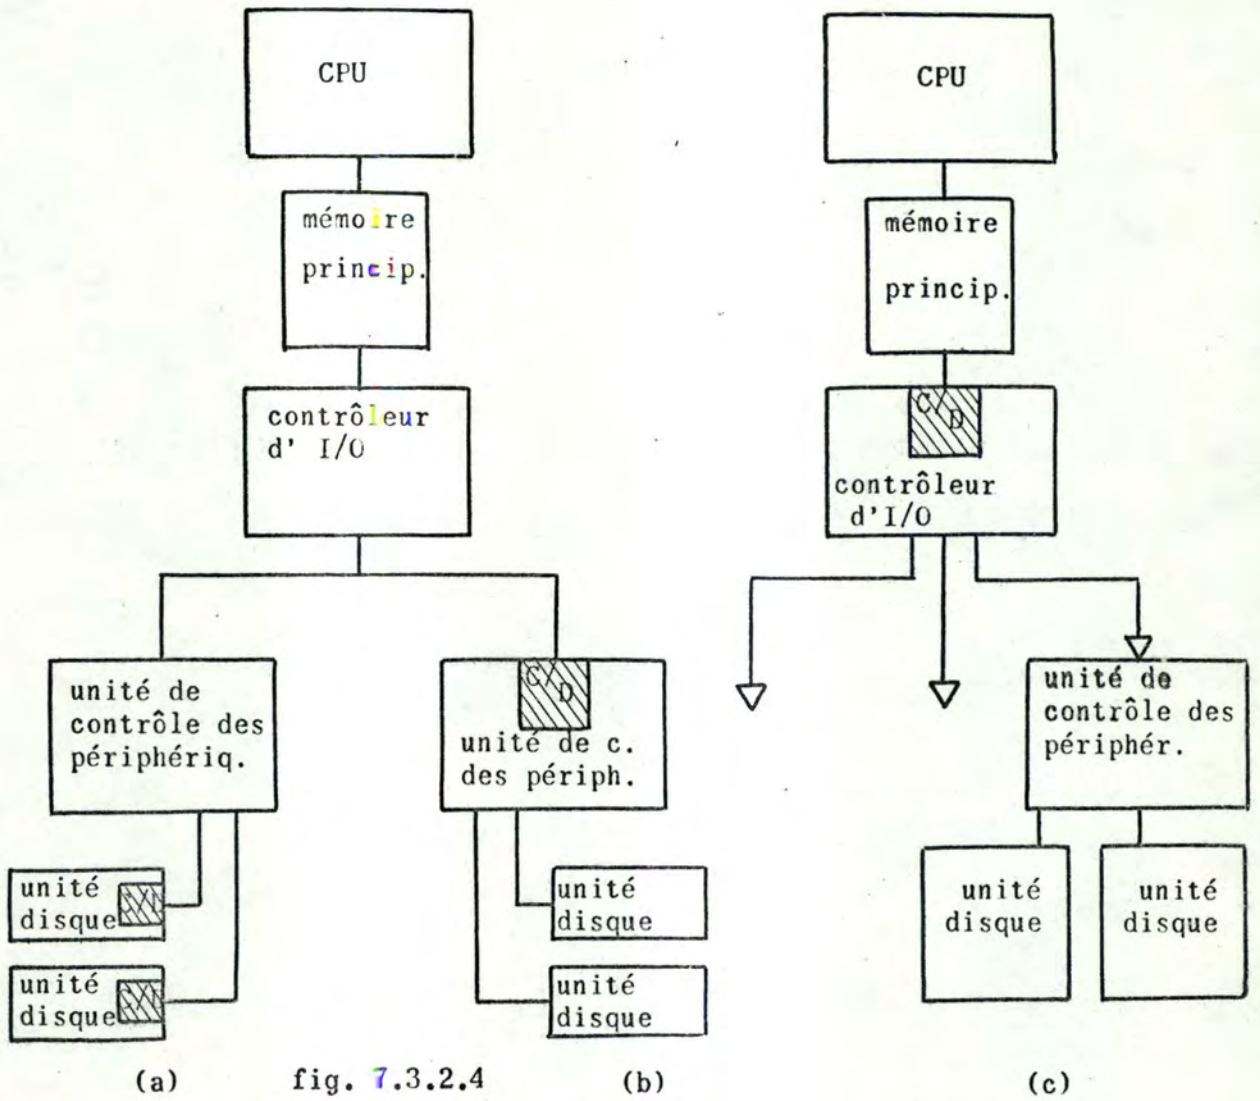 CPU
mémoire
princip.
contrôleur
d' I/O
unité de
contrôle des
périphériq.
C/D
unité de c.
des périph.
unité
disque
C/D
unité
disque
C/D
unité
disque
unité
disque
(a)
fig. 7.3.2.4
(b)
CPU
mémoire
princip.
C/D
contrôleur
d'I/O
unité de
contrôle des
périphér.
unité
disque
unité
disque
(c)